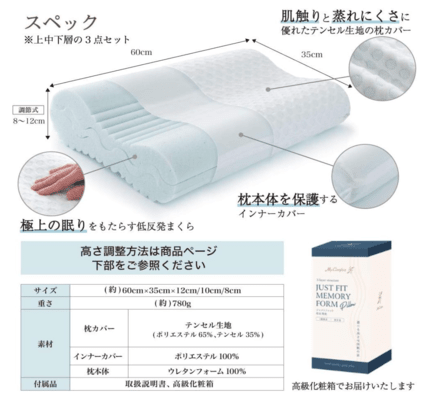 スペック
※上中下層の３点セット
60cm
35cm
肌触りと蒸れにくさに
優れたテンセル生地の枕カバー
調節式
8～12cm
枕本体を保護する
インナーカバー
極上の眠りをもたらす低反発まくら
高さ調整方法は商品ページ
下部をご参照ください
サイズ (約)60cm×35cm×12cm/10cm/8cm
重さ (約)780g
素材 枕カバー テンセル生地
(ポリエステル 65%、テンセル 35%)
インナーカバー ポリエステル 100%
枕本体 ウレタンフォーム 100%
付属品 取扱説明書、高級化粧箱
JUST FIT
MEMORY
FORM
高級化粧箱でお届けいたします